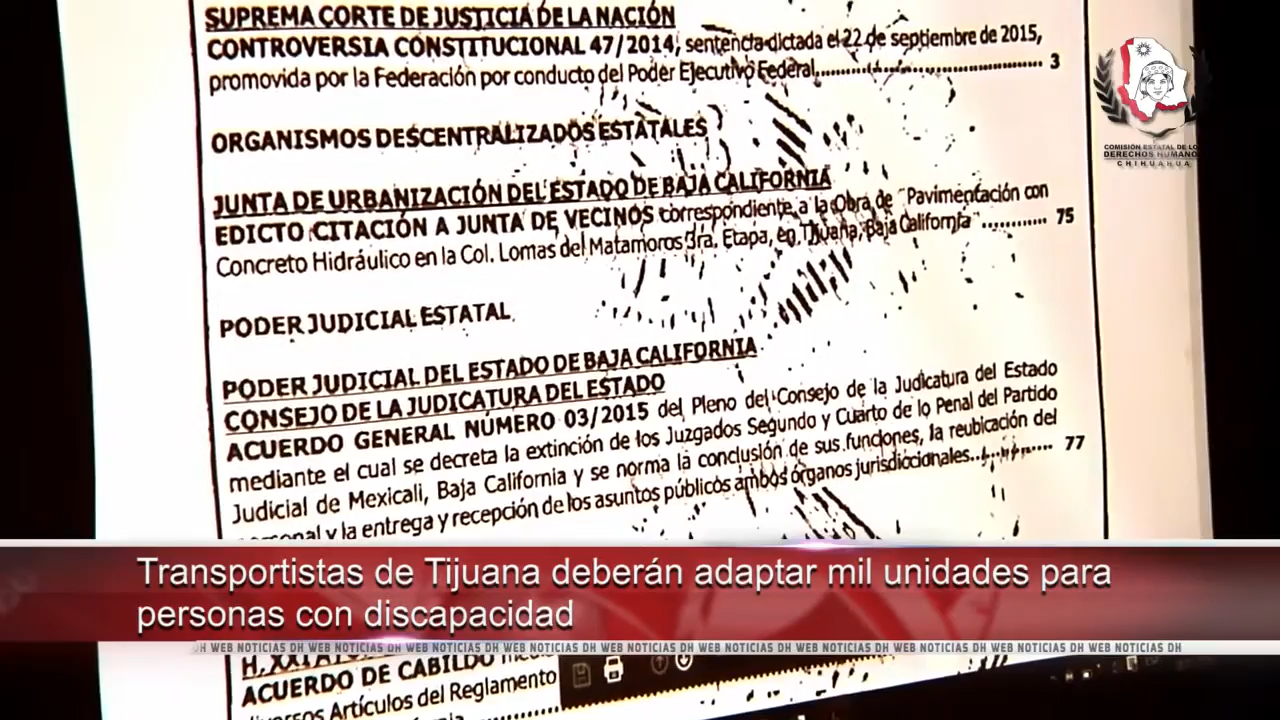 SUPREMA CORTE DE JUSTICIA DE LA NACIÓN
CONTROVERSIA CONSTITUCIONAL 47/2014, sentencia dictada el 22 de septiembre de 2015,
promovida por la Federación por conducto del Poder Ejecutivo Federal............................................ 3
ORGANISMOS DESCENTRALIZADOS ESTATALES
JUNTA DE URBANIZACIÓN DEL ESTADO DE BAJA CALIFORNIA
EDICTO CITACIÓN A JUNTA DE VECINOS correspondiente a la Obra de "Pavimentación con
Concreto Hidráulico en la Col. Lomas del Matamoros 3ra. Etapa, en Tijuana, Baja California"........... 75
PODER JUDICIAL ESTATAL
PODER JUDICIAL DEL ESTADO DE BAJA CALIFORNIA
CONSEJO DE LA JUDICATURA DEL ESTADO
ACUERDO GENERAL NÚMERO 03/2015 del Pleno del Consejo de la Judicatura del Estado
mediante el cual se decreta la extinción de los Juzgados Segundo y Cuarto de lo Penal del Partido
Judicial de Mexicali, Baja California y se norma la conclusión de sus funciones, la reubicación del
y la entrega y recepción de los asuntos públicos ambos órganos jurisdiccionales................ 77
COMISIÓN ESTATAL DE LO
DERECHOS HUMANO
CHIHUAHUA
Transportistas de Tijuana deberán adaptar mil unidades para
personas con discapacidad
DH WEB NOTICIAS DH WEB NOTICIAS DH WEB NOTICIAS DH WEB NOTICIAS DH WEB NOTICIAS DH WEB NOTICIAS DH WEB NOTICIAS DH WEB NOTICIAS DH WEB NOTICIAS DH WEB NOTICIAS DH
ACUERDO DE CABILDO
Artículos del Reglamento